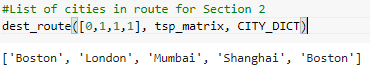 #List of cities in route for Section 2
dest_route([0,1,1,1], tsp_matrix, CITY_DICT)
['Boston', 'London', 'Mumbai', 'Shanghai', 'Boston']